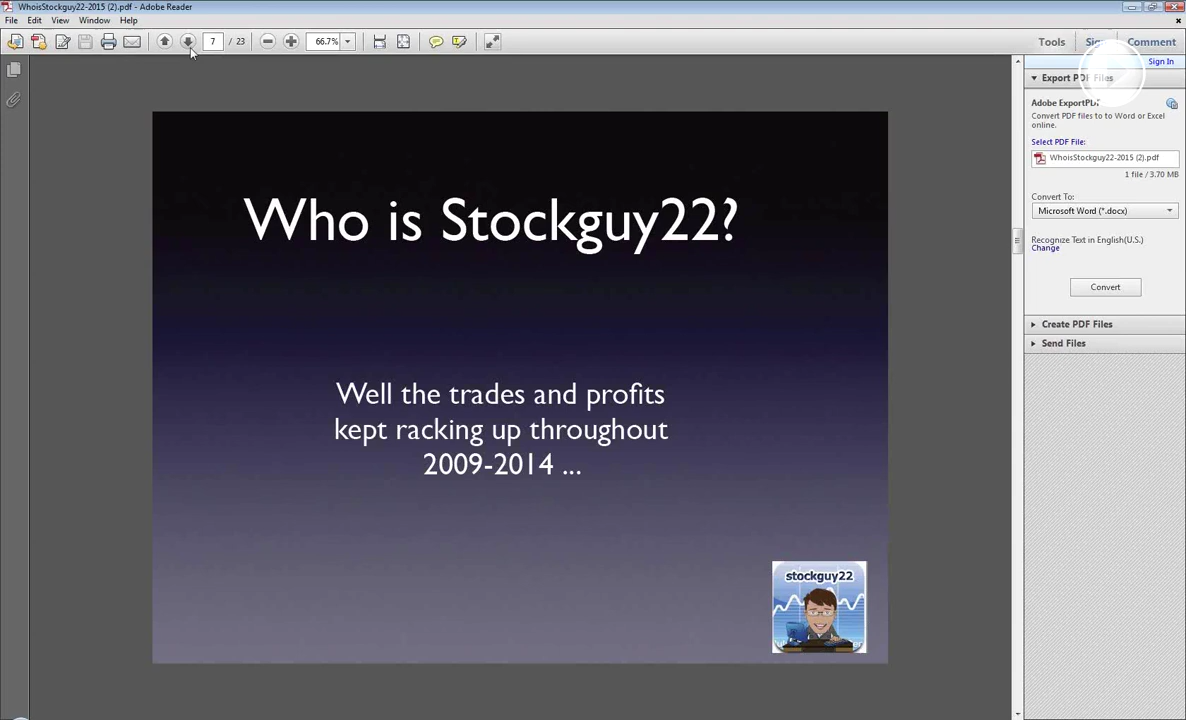 WhoisStockguy22-2015 (2).pdf - Adobe Reader
File Edit View Window Help
7 / 23 66.7% Tools Comment
Sign In
Export PDF Files
Adobe ExportPDF
Convert PDF files to to Word or Excel
online.
Select PDF File:
WhoisStockguy22-2015 (2).pdf
1 file / 3.70 MB
Convert To:
Microsoft Word (*.docx)
Recognize Text in English(U.S.)
Change
Convert
Create PDF Files
Send Files
Who is Stockguy22?
Well the trades and profits
kept racking up throughout
2009-2014 ...
stockguy22